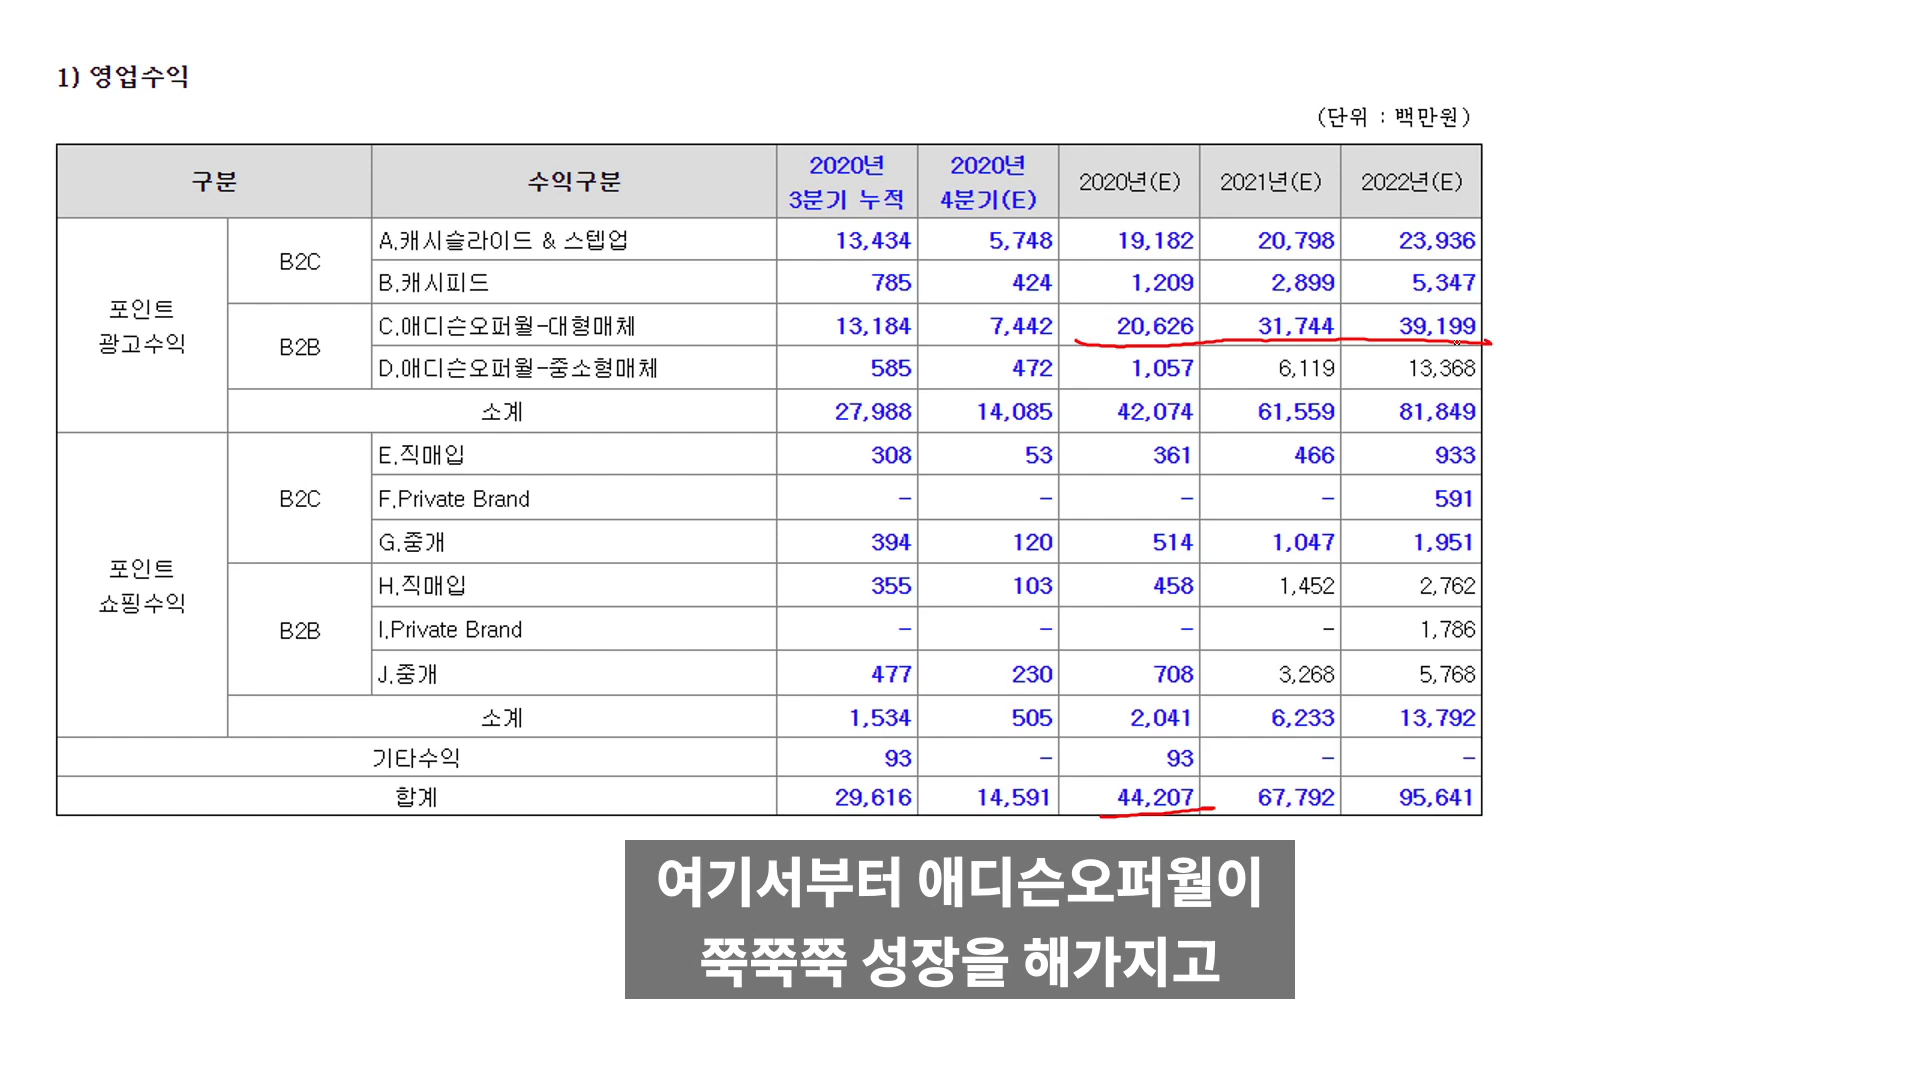 1) 영업수익
(단위 : 백만원)
구분 수익구분 2020년 3분기 누적 2020년 4분기(E) 2020년(E) 2021년(E) 2022년(E)
포인트 광고수익 B2C A.캐시슬라이드 & 스텝업 13,434 5,748 19,182 20,798 23,936
B.캐시피드 785 424 1,209 2,899 5,347
B2B C.애디슨오퍼월-대형매체 13,184 7,442 20,626 31,744 39,199
D.애디슨오퍼월-중소형매체 585 472 1,057 6,119 13,368
소계 27,988 14,085 42,074 61,559 81,849
포인트 쇼핑수익 B2C E.직매입 308 53 361 466 933
F.Private Brand - - - - 591
G.중개 394 120 514 1,047 1,951
B2B H.직매입 355 103 458 1,452 2,762
I.Private Brand - - - - 1,786
J.중개 477 230 708 3,268 5,768
소계 1,534 505 2,041 6,233 13,792
기타수익 93 - 93 - -
합계 29,616 14,591 44,207 67,792 95,641
여기서부터 애디슨오퍼월이
쭉쭉쭉 성장을 해가지고